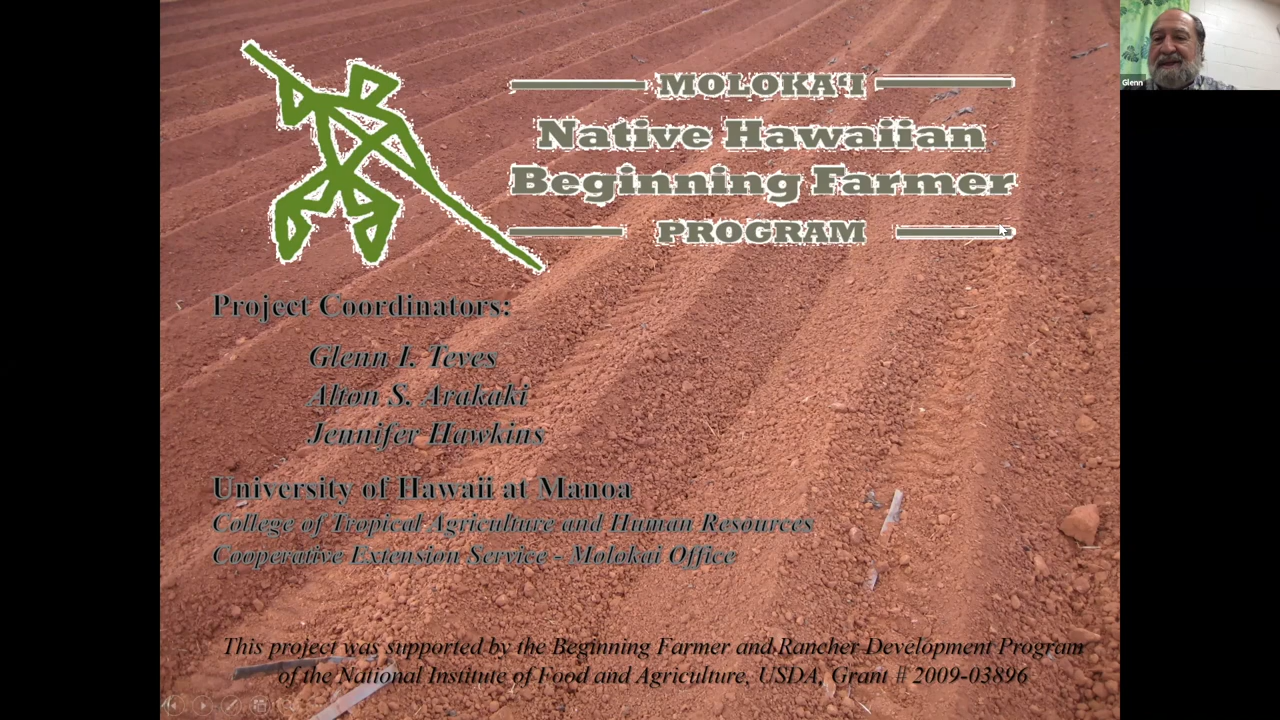 MOLOKAʻI
Native Hawaiian
Beginning Farmer
PROGRAM
Project Coordinators:
Glenn I. Teves
Alton S. Arakaki
Jennifer Hawkins
University of Hawaii at Manoa
College of Tropical Agriculture and Human Resources
Cooperative Extension Service - Molokai Office
This project was supported by the Beginning Farmer and Rancher Development Program
of the National Institute of Food and Agriculture, USDA, Grant # 2009-03896
Glenn